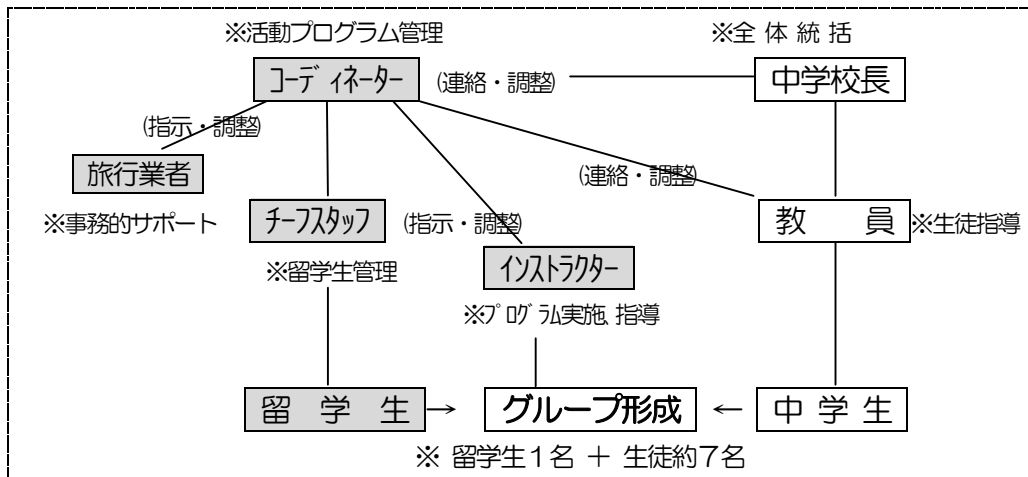 ※活動プログラム管理 ※全 体 統 括
コーディネーター (連絡・調整) 中学校長
(指示・調整)
旅行業者 (連絡・調整)
※事務的サポート チーフスタッフ (指示・調整) 教 員 ※生徒指導
※留学生管理 インストラクター
※プログラム実施、指導
留 学 生 → グループ形成 ← 中 学 生
※ 留学生1名 + 生徒約7名